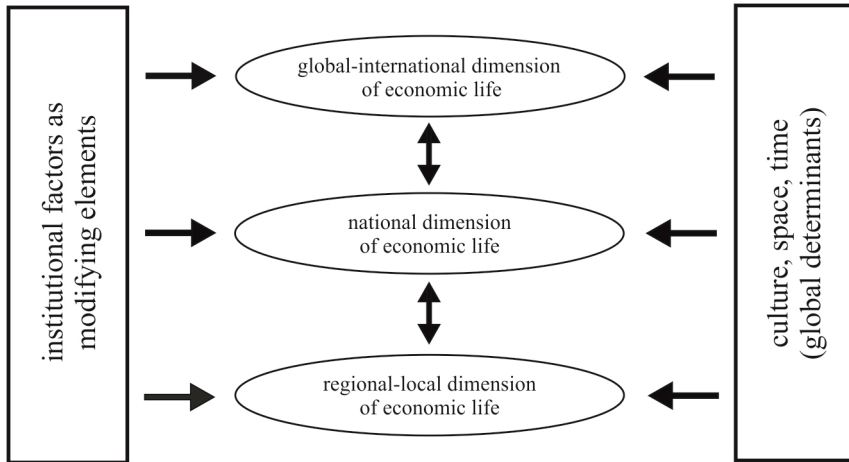 institutional factors as
modifying elements
global-international dimension
of economic life
national dimension
of economic life
regional-local dimension
of economic life
culture, space, time
(global determinants)